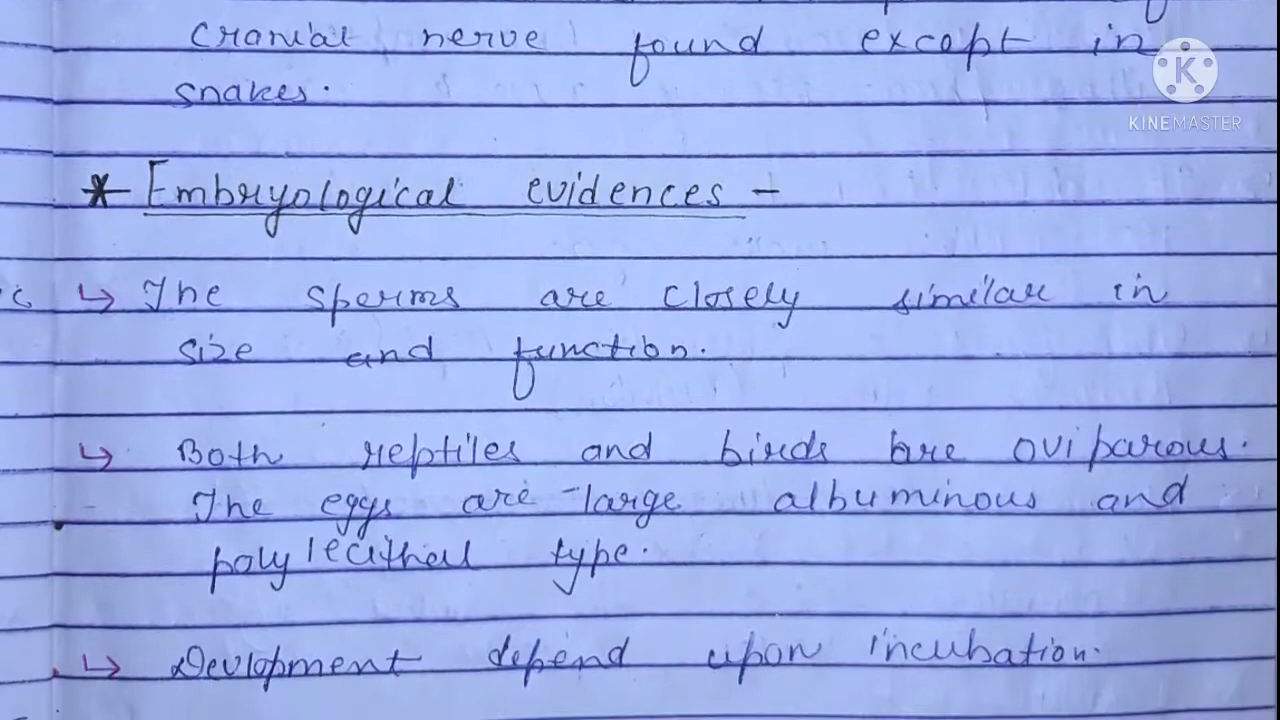 cranial nerve found except in
snakes.
KINEMASTER
* Embryological evidences -
↳ The sperms are closely similar in
size and function.
↳ Both reptiles and birds are oviparous.
The eggs are large albuminous and
polylecithal type.
↳ Devlopment depend upon incubation.